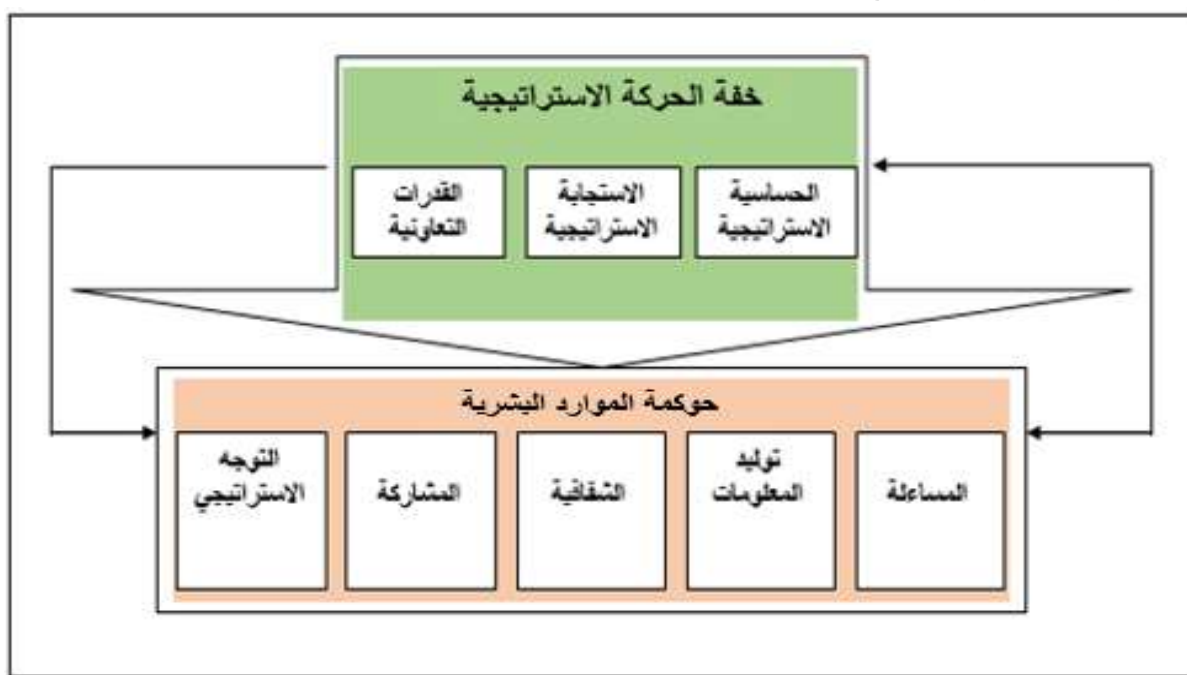 خفة الحركة الاستراتيجية
الحساسية
الاستراتيجية
الاستجابة
الاستراتيجية
القدرات
التعاونية
حوكمة الموارد البشرية
المساءلة
توليد
المعلومات
الشفافية
المشاركة
التوجه
الاستراتيجي